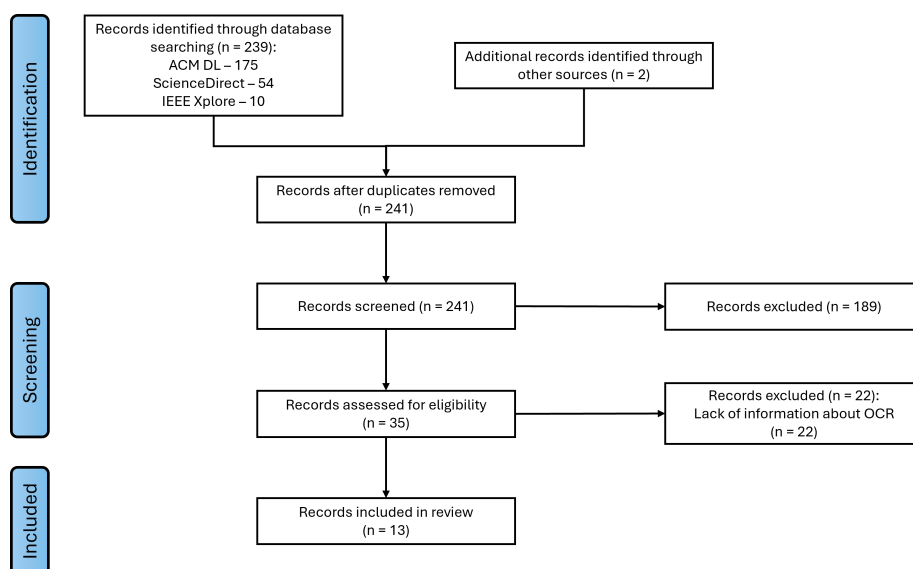 Identification
Records identified through database
searching (n = 239):
ACM DL – 175
ScienceDirect – 54
IEEE Xplore – 10
Additional records identified through
other sources (n = 2)
Records after duplicates removed
(n = 241)
Screening
Records screened (n = 241)
Records excluded (n = 189)
Records assessed for eligibility
(n = 35)
Records excluded (n = 22):
Lack of information about OCR
(n = 22)
Included
Records included in review
(n = 13)